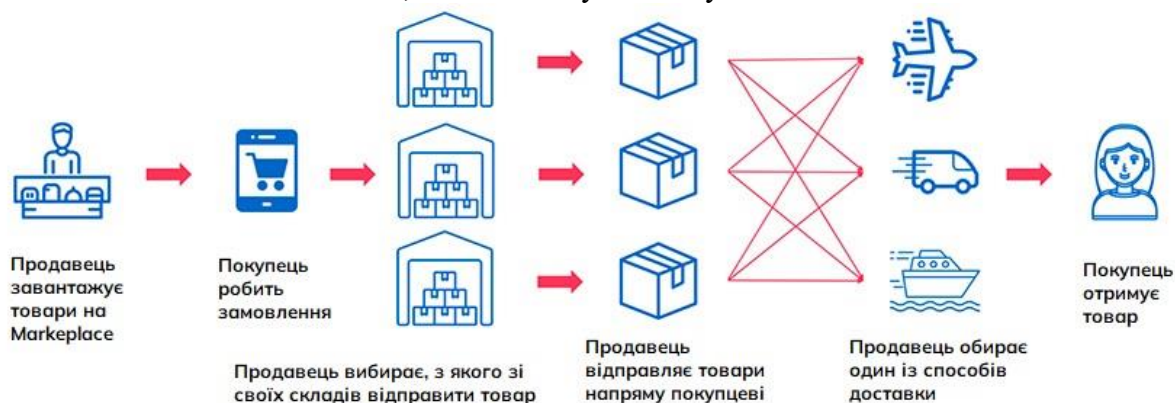 Продавець
завантажує
товари на
Markeplace
Покупець
робить
замовлення
Продавець вибирає, з якого зі
своїх складів відправити товар
Продавець
відправляє товари
напряму покупцеві
Продавець обирає
один із способів
доставки
Покупець
отримує
товар